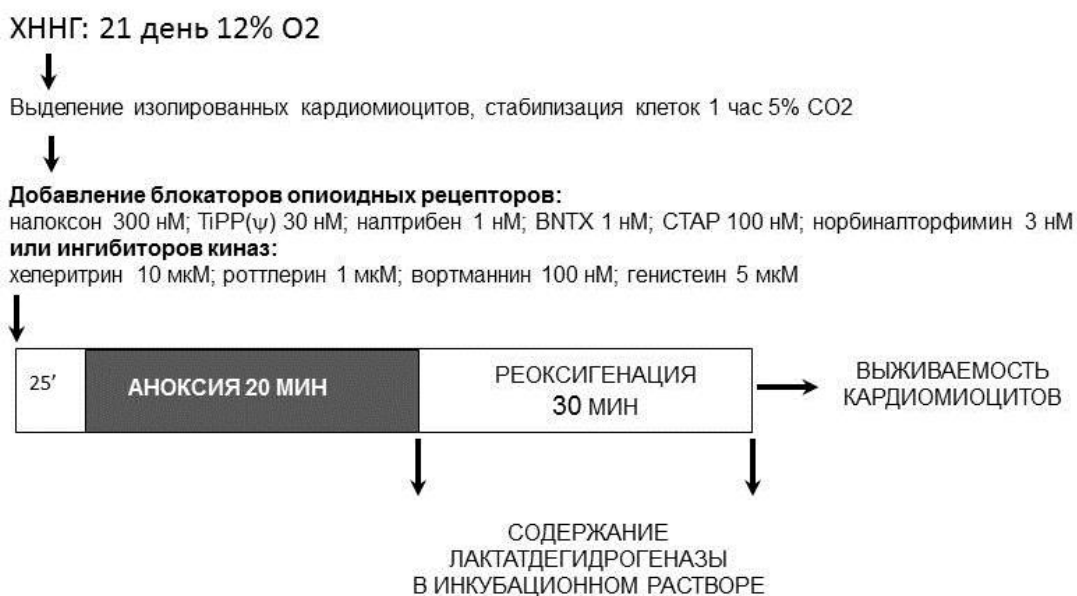 ХННГ: 21 день 12% О2
Выделение изолированных кардиомиоцитов, стабилизация клеток 1 час 5% СО2
Добавление блокаторов опиоидных рецепторов:
налоксон 300 нМ; TiPP(ψ) 30 нМ; налтрибен 1 нМ; BNTX 1 нМ; СТАР 100 нМ; норбиналторфимин 3 нМ
или ингибиторов киназ:
хелеритрин 10 мкМ; роттлерин 1 мкМ; вортманнин 100 нМ; генистеин 5 мкМ
25′
АНОКСИЯ 20 МИН
РЕОКСИГЕНАЦИЯ
30 МИН
ВЫЖИВАЕМОСТЬ
КАРДИОМИОЦИТОВ
СОДЕРЖАНИЕ
ЛАКТАТДЕГИДРОГЕНАЗЫ
В ИНКУБАЦИОННОМ РАСТВОРЕ